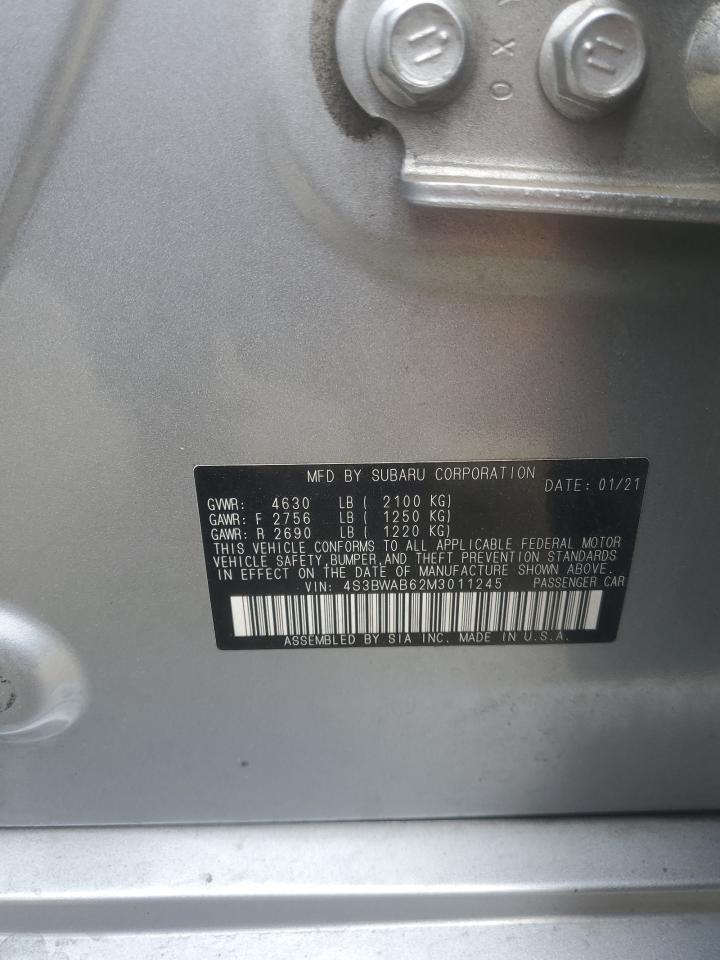 MFD BY SUBARU CORPORATION
DATE: 01/21
GVWR: 4630 LB ( 2100 KG)
GAWR: F 2756 LB ( 1250 KG)
GAWR: R 2690 LB ( 1220 KG)
THIS VEHICLE CONFORMS TO ALL APPLICABLE FEDERAL MOTOR
VEHICLE SAFETY,BUMPER,AND THEFT PREVENTION STANDARDS
IN EFFECT ON THE DATE OF MANUFACTURE SHOWN ABOVE.
VIN: 4S3BWAB62M3011245 PASSENGER CAR
ASSEMBLED BY SIA INC. MADE IN U.S.A.